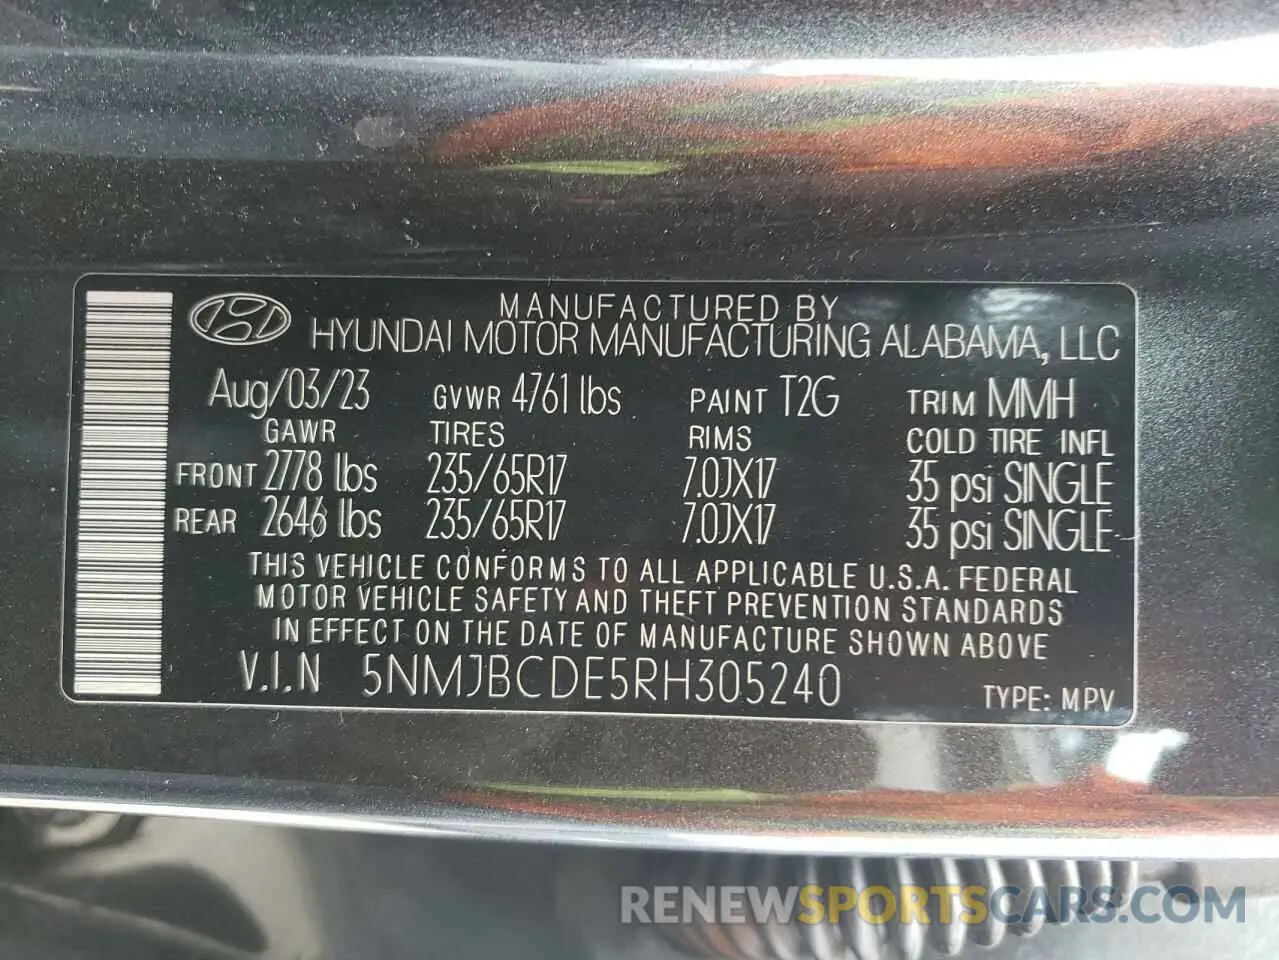 MANUFACTURED BY
HYUNDAI MOTOR MANUFACTURING ALABAMA, LLC
Aug/03/23 GVWR 4761 lbs PAINT T2G TRIM MMH
GAWR TIRES RIMS COLD TIRE INFL
FRONT 2778 lbs 235/65R17 7.0JX17 35 psi SINGLE
REAR 2646 lbs 235/65R17 7.0JX17 35 psi SINGLE
THIS VEHICLE CONFORMS TO ALL APPLICABLE U.S.A. FEDERAL
MOTOR VEHICLE SAFETY AND THEFT PREVENTION STANDARDS
IN EFFECT ON THE DATE OF MANUFACTURE SHOWN ABOVE
V.I.N 5NMJBCDE5RH305240 TYPE: MPV
RENEWSPORTSCARS.COM